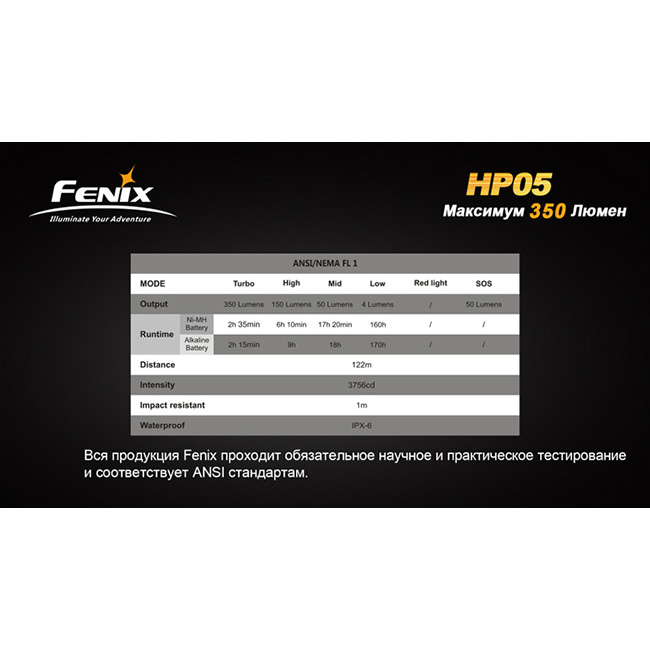 FENIX
Illuminate Your Adventure
HP05
Максимум 350 Люмен
ANSI/NEMA FL 1
MODE Turbo High Mid Low Red light SOS
Output 350 Lumens 150 Lumens 50 Lumens 4 Lumens / 50 Lumens
Runtime
Ni-MH Battery 2h 35min 6h 10min 17h 20min 160h / /
Alkaline Battery 2h 15min 9h 18h 170h / /
Distance 122m
Intensity 3756cd
Impact resistant 1m
Waterproof IPX-6
Вся продукция Fenix проходит обязательное научное и практическое тестирование
и соответствует ANSI стандартам.